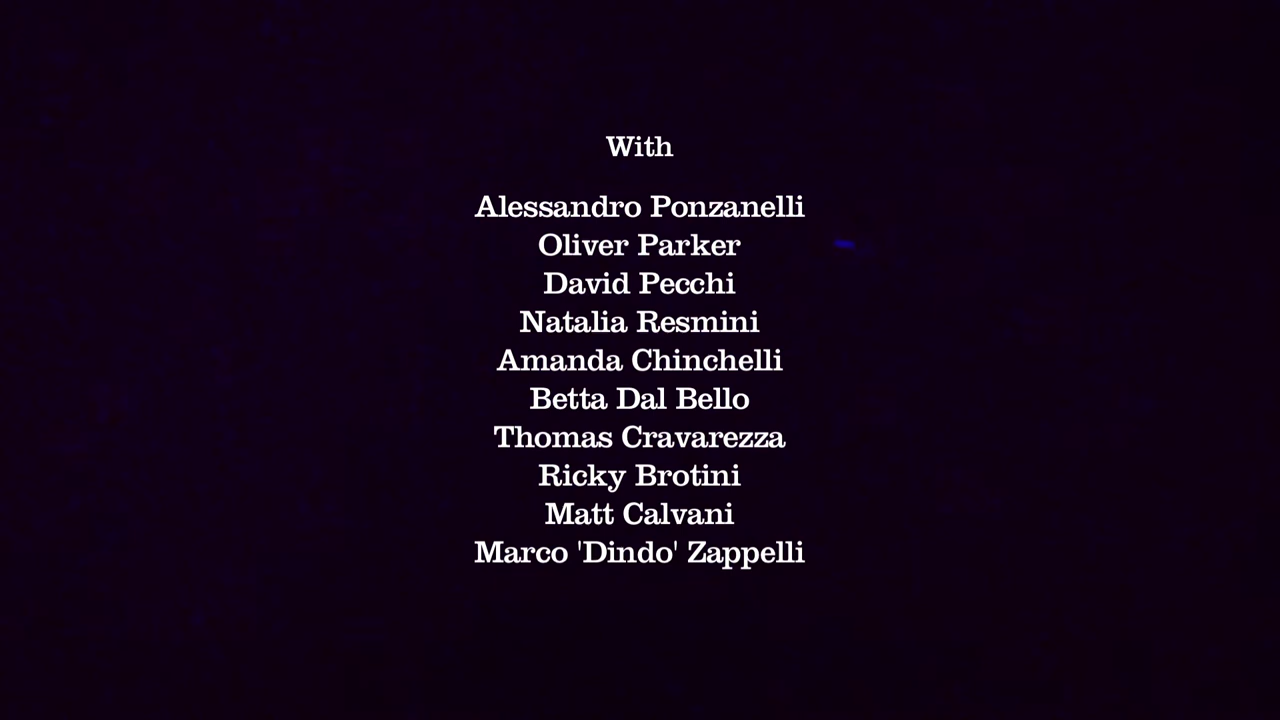 With
Alessandro Ponzanelli
Oliver Parker
David Pecchi
Natalia Resmini
Amanda Chinchelli
Betta Dal Bello
Thomas Cravarezza
Ricky Brotini
Matt Calvani
Marco 'Dindo' Zappelli